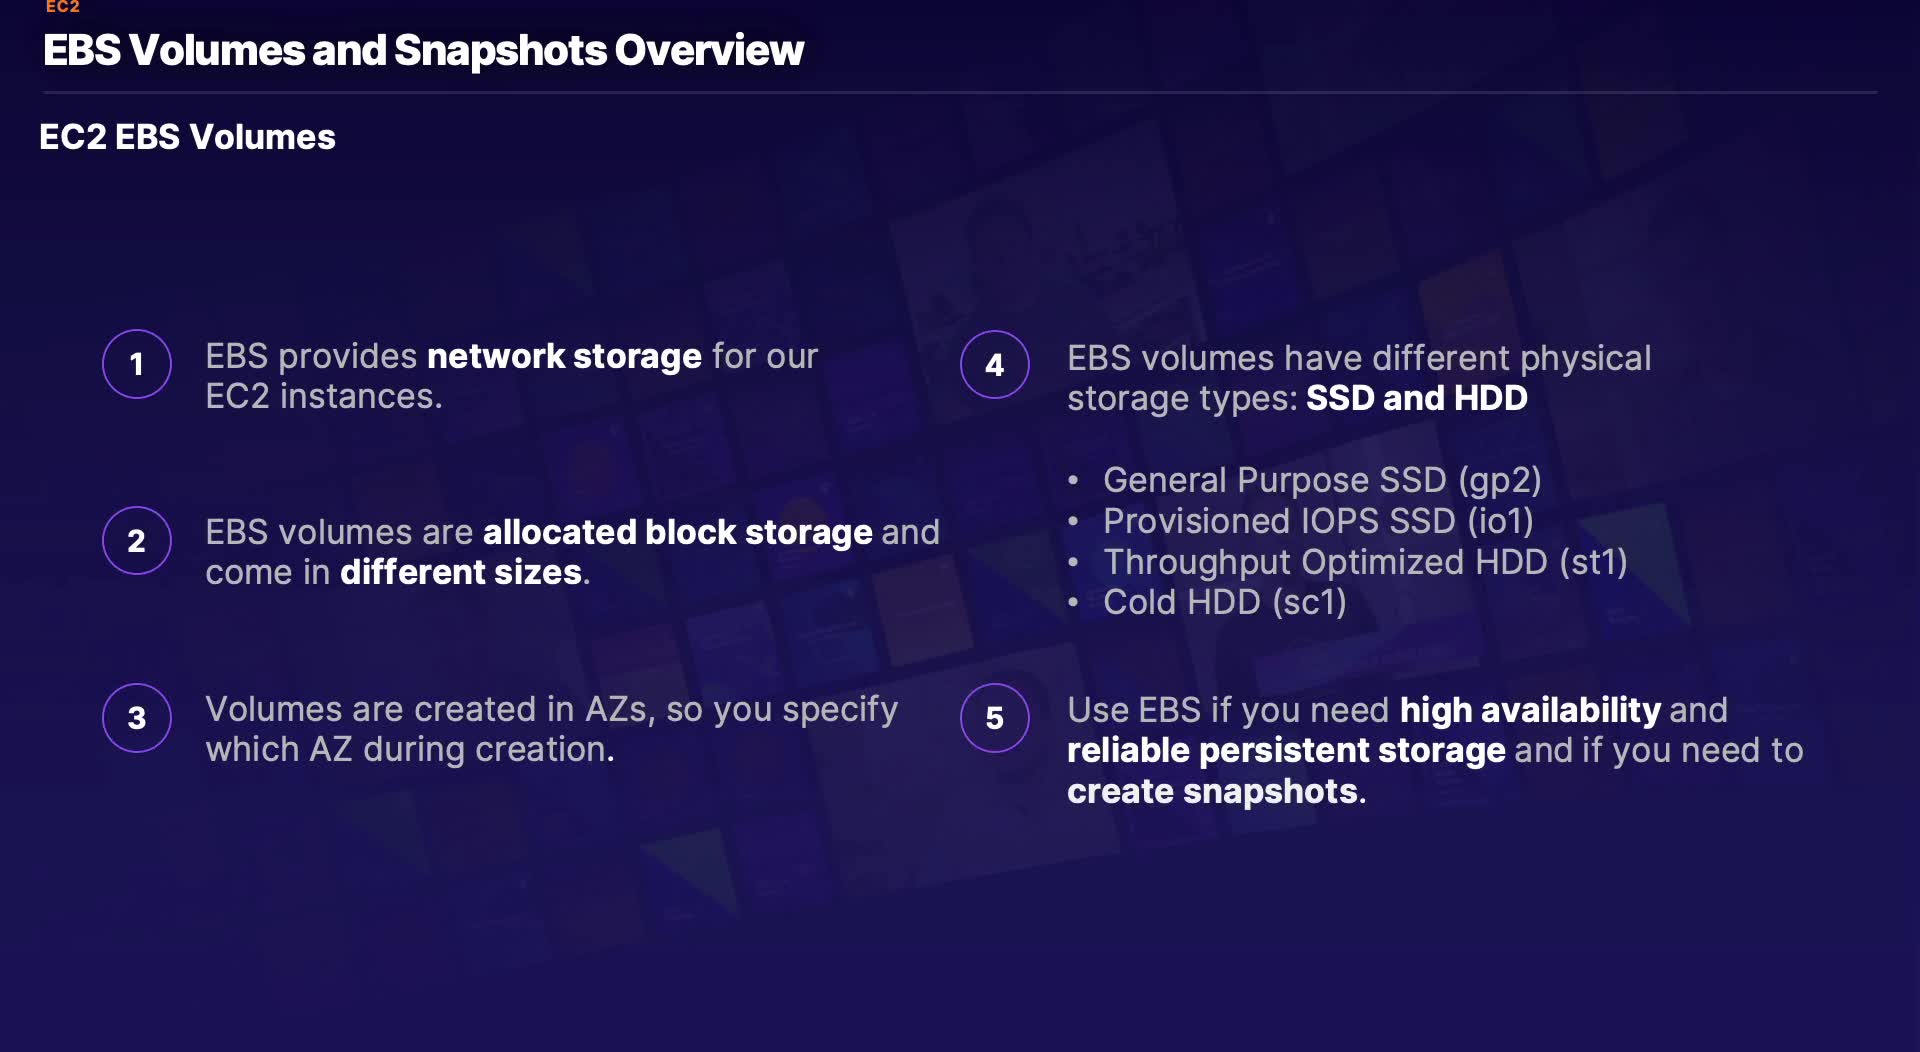 EC2
EBS Volumes and Snapshots Overview
EC2 EBS Volumes
1
EBS provides network storage for our
EC2 instances.
2
EBS volumes are allocated block storage and
come in different sizes.
3
Volumes are created in AZs, so you specify
which AZ during creation.
4
EBS volumes have different physical
storage types: SSD and HDD
• General Purpose SSD (gp2)
• Provisioned IOPS SSD (io1)
• Throughput Optimized HDD (st1)
• Cold HDD (sc1)
5
Use EBS if you need high availability and
reliable persistent storage and if you need to
create snapshots.